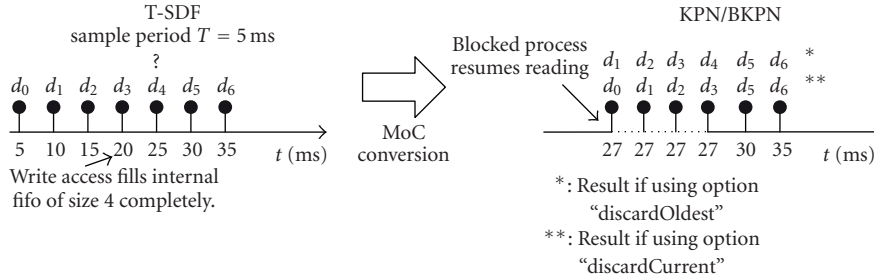 T-SDF
sample period T = 5 ms
?
d0 d1 d2 d3 d4 d5 d6
5 10 15 20 25 30 35 t (ms)
Write access fills internal
fifo of size 4 completely.
MoC
conversion
KPN/BKPN
Blocked process
resumes reading
d1 d2 d3 d4 d5 d6 *
d0 d1 d2 d3 d5 d6 **
27 27 27 27 30 35 t (ms)
*: Result if using option
“discardOldest”
**: Result if using option
“discardCurrent”